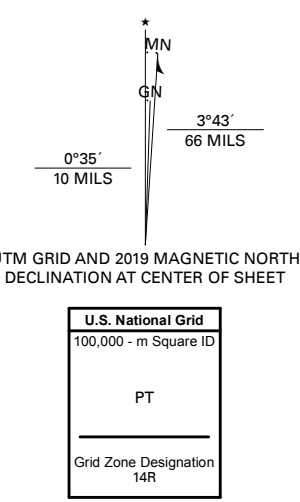 ★
MN
GN
3°43´
66 MILS
0°35´
10 MILS
UTM GRID AND 2019 MAGNETIC NORTH
DECLINATION AT CENTER OF SHEET
U.S. National Grid
100,000 - m Square ID
PT
Grid Zone Designation
14R